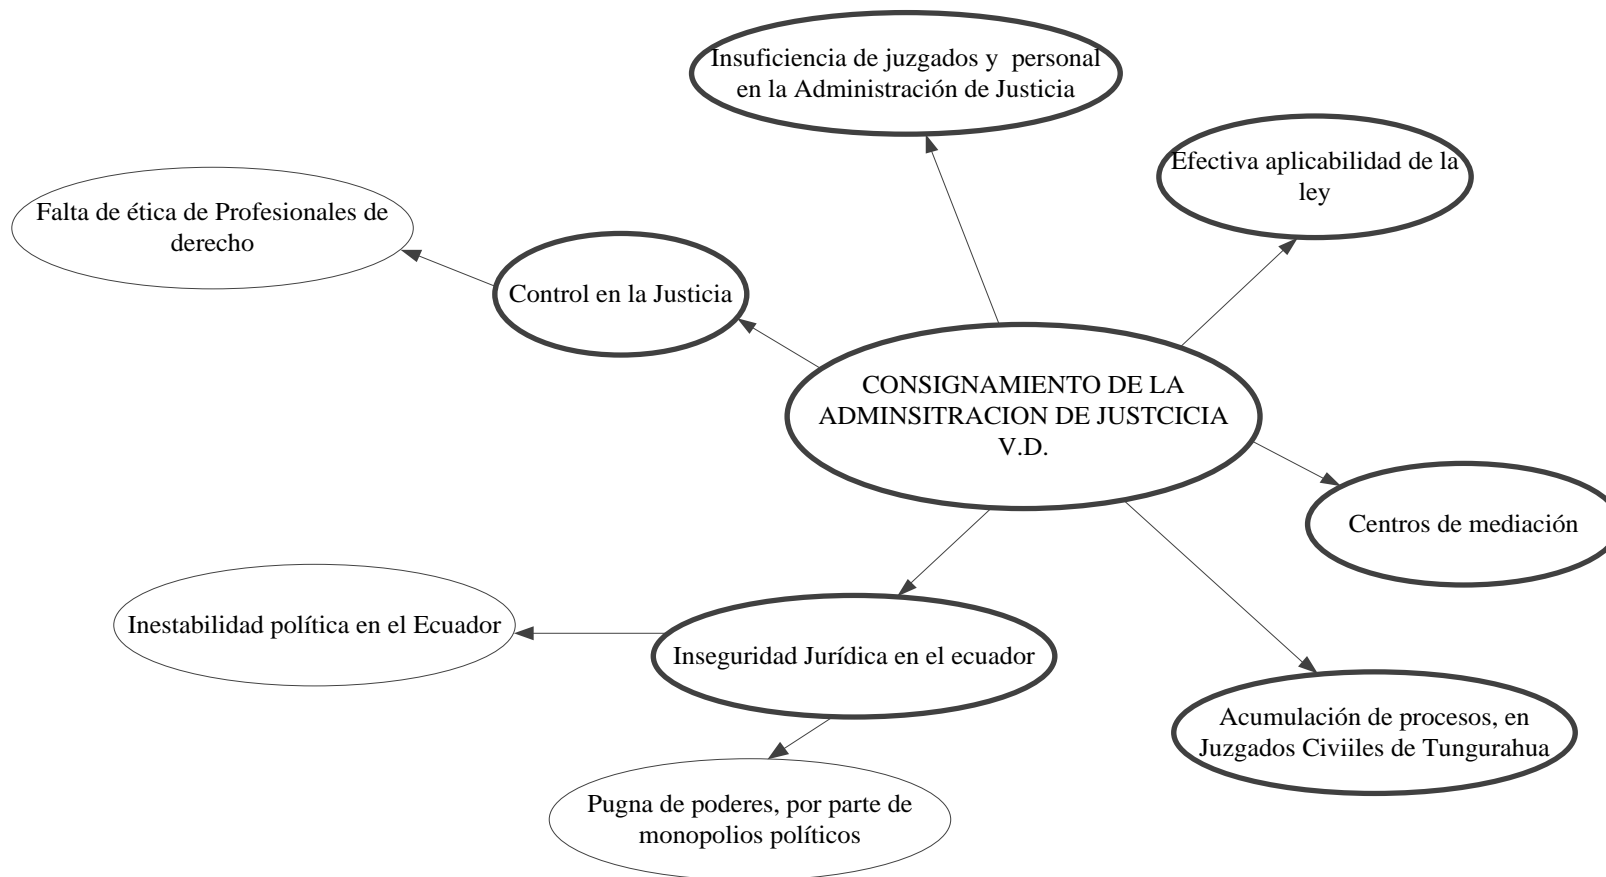 Insuficiencia de juzgados y  personal
en la Administración de Justicia
Efectiva aplicabilidad de la
ley
Falta de ética de Profesionales de
derecho
Control en la Justicia
CONSIGNAMIENTO DE LA
ADMINSITRACION DE JUSTCICIA
V.D.
Centros de mediación
Inestabilidad política en el Ecuador
Inseguridad Jurídica en el ecuador
Acumulación de procesos, en
Juzgados Civiiles de Tungurahua
Pugna de poderes, por parte de
monopolios políticos